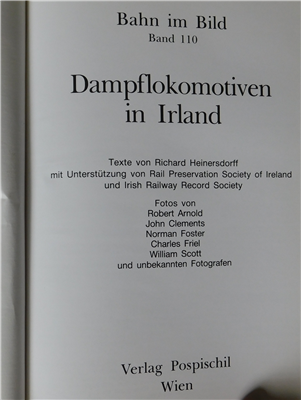 Bahn im Bild
Band 110
Dampflokomotiven
in Irland
Texte von Richard Heinersdorff
mit Unterstützung von Rail Preservation Society of Ireland
und Irish Railway Record Society
Fotos von
Robert Arnold
John Clements
Norman Foster
Charles Friel
William Scott
und unbekannten Fotografen
Verlag Pospischil
Wien